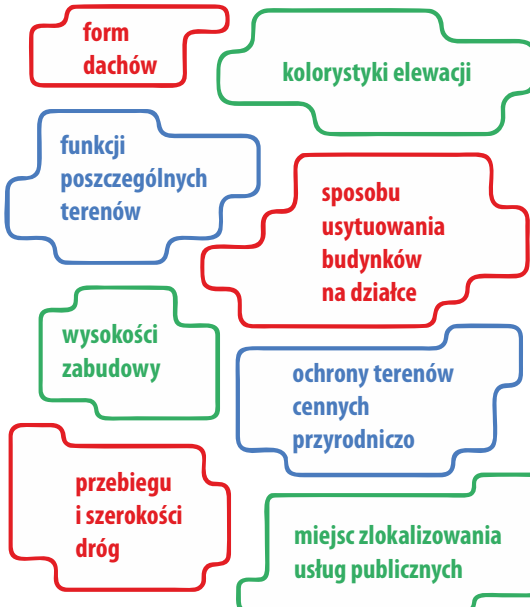 form
dachów
kolorystyki elewacji
funkcji
poszczególnych
terenów
sposobu
usytuowania
budynków
na działce
wysokości
zabudowy
ochrony terenów
cennych
przyrodniczo
przebiegu
i szerokości
dróg
miejsc zlokalizowania
usług publicznych